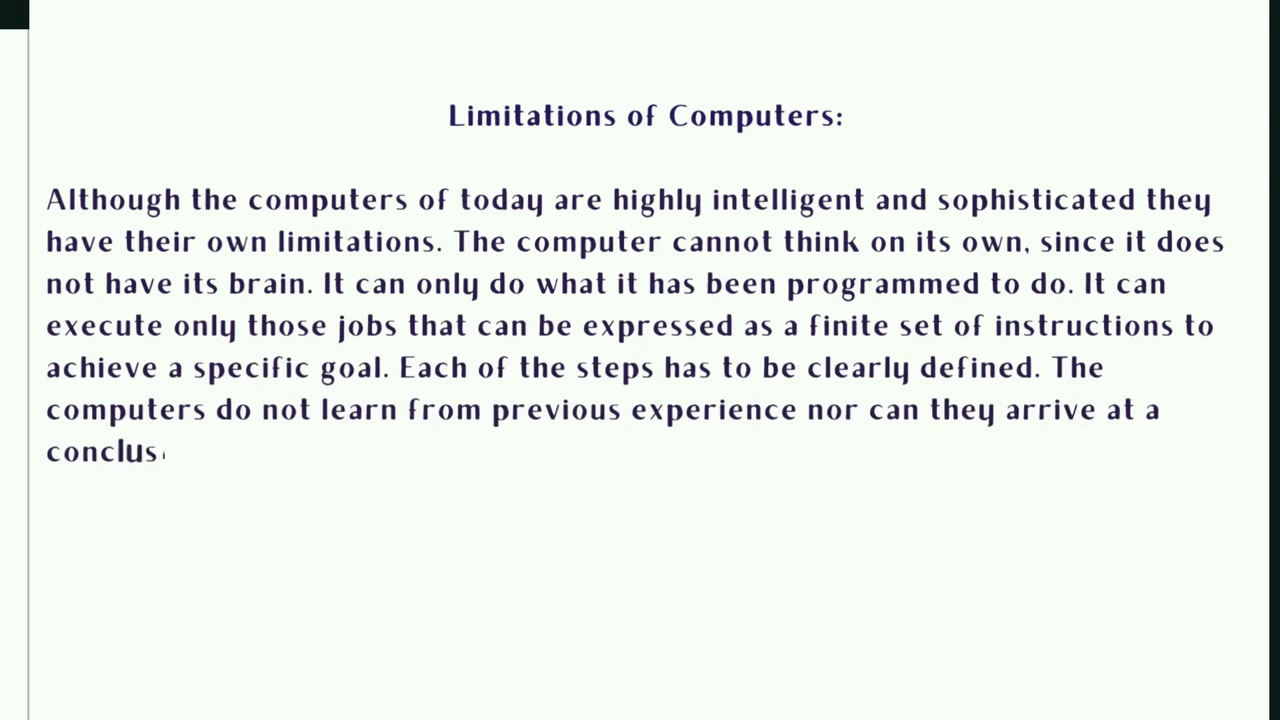 Limitations of Computers:
Although the computers of today are highly intelligent and sophisticated they
have their own limitations. The computer cannot think on its own, since it does
not have its brain. It can only do what it has been programmed to do. It can
execute only those jobs that can be expressed as a finite set of instructions to
achieve a specific goal. Each of the steps has to be clearly defined. The
computers do not learn from previous experience nor can they arrive at a
conclus